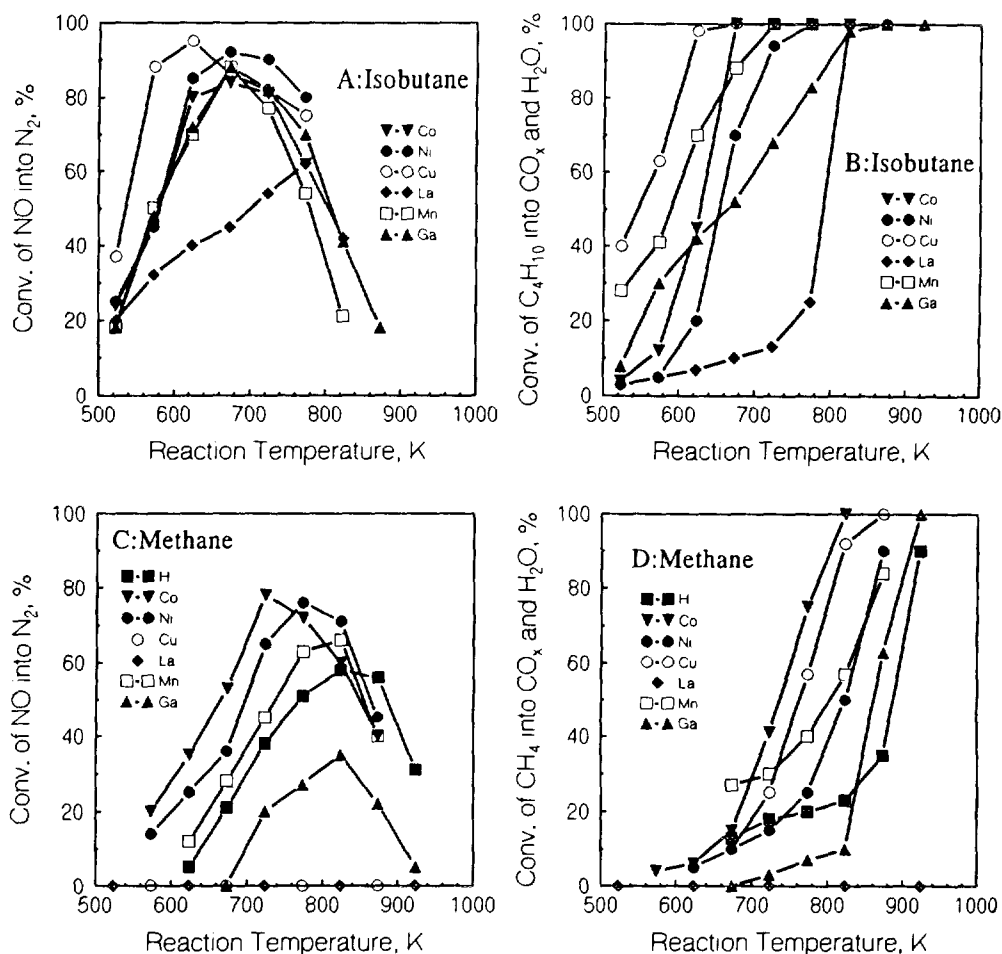 Conv. of NO into N₂, %
100
80
60
40
20
0
A:Isobutane
Co
Ni
Cu
La
Mn
Ga
500 600 700 800 900 1000
Reaction Temperature, K
Conv. of C₄H₁₀ into COₓ and H₂O, %
100
80
60
40
20
0
B:Isobutane
Co
Ni
Cu
La
Mn
Ga
500 600 700 800 900 1000
Reaction Temperature, K
Conv. of NO into N₂, %
100
80
60
40
20
0
C:Methane
H
Co
Ni
Cu
La
Mn
Ga
500 600 700 800 900 1000
Reaction Temperature, K
Conv. of CH₄ into COₓ and H₂O, %
100
80
60
40
20
0
D:Methane
H
Co
Ni
Cu
La
Mn
Ga
500 600 700 800 900 1000
Reaction Temperature, K